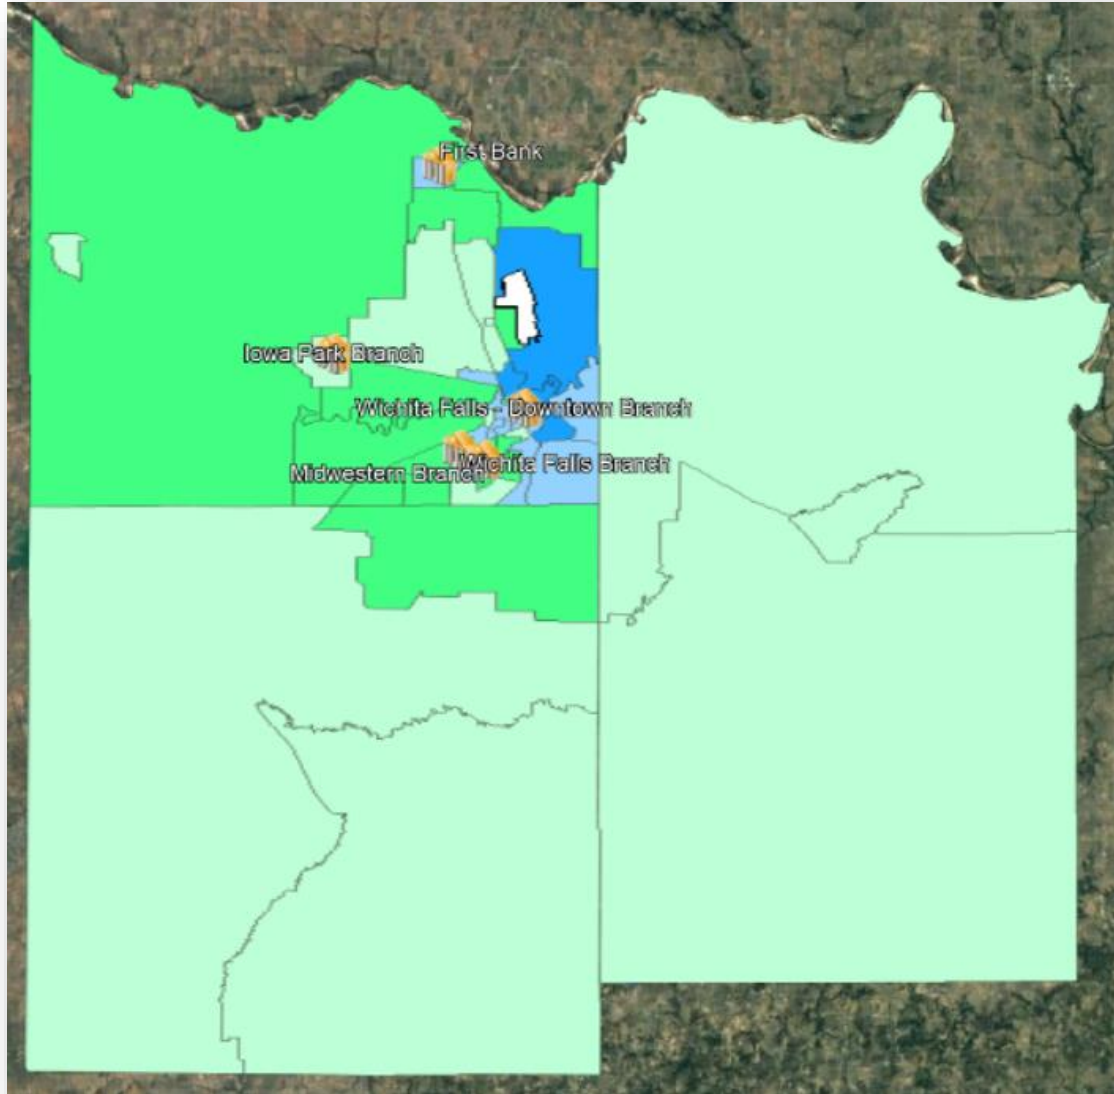 First Bank
Iowa Park Branch
Wichita Falls - Downtown Branch
Wichita Falls Branch
Midwestern Branch